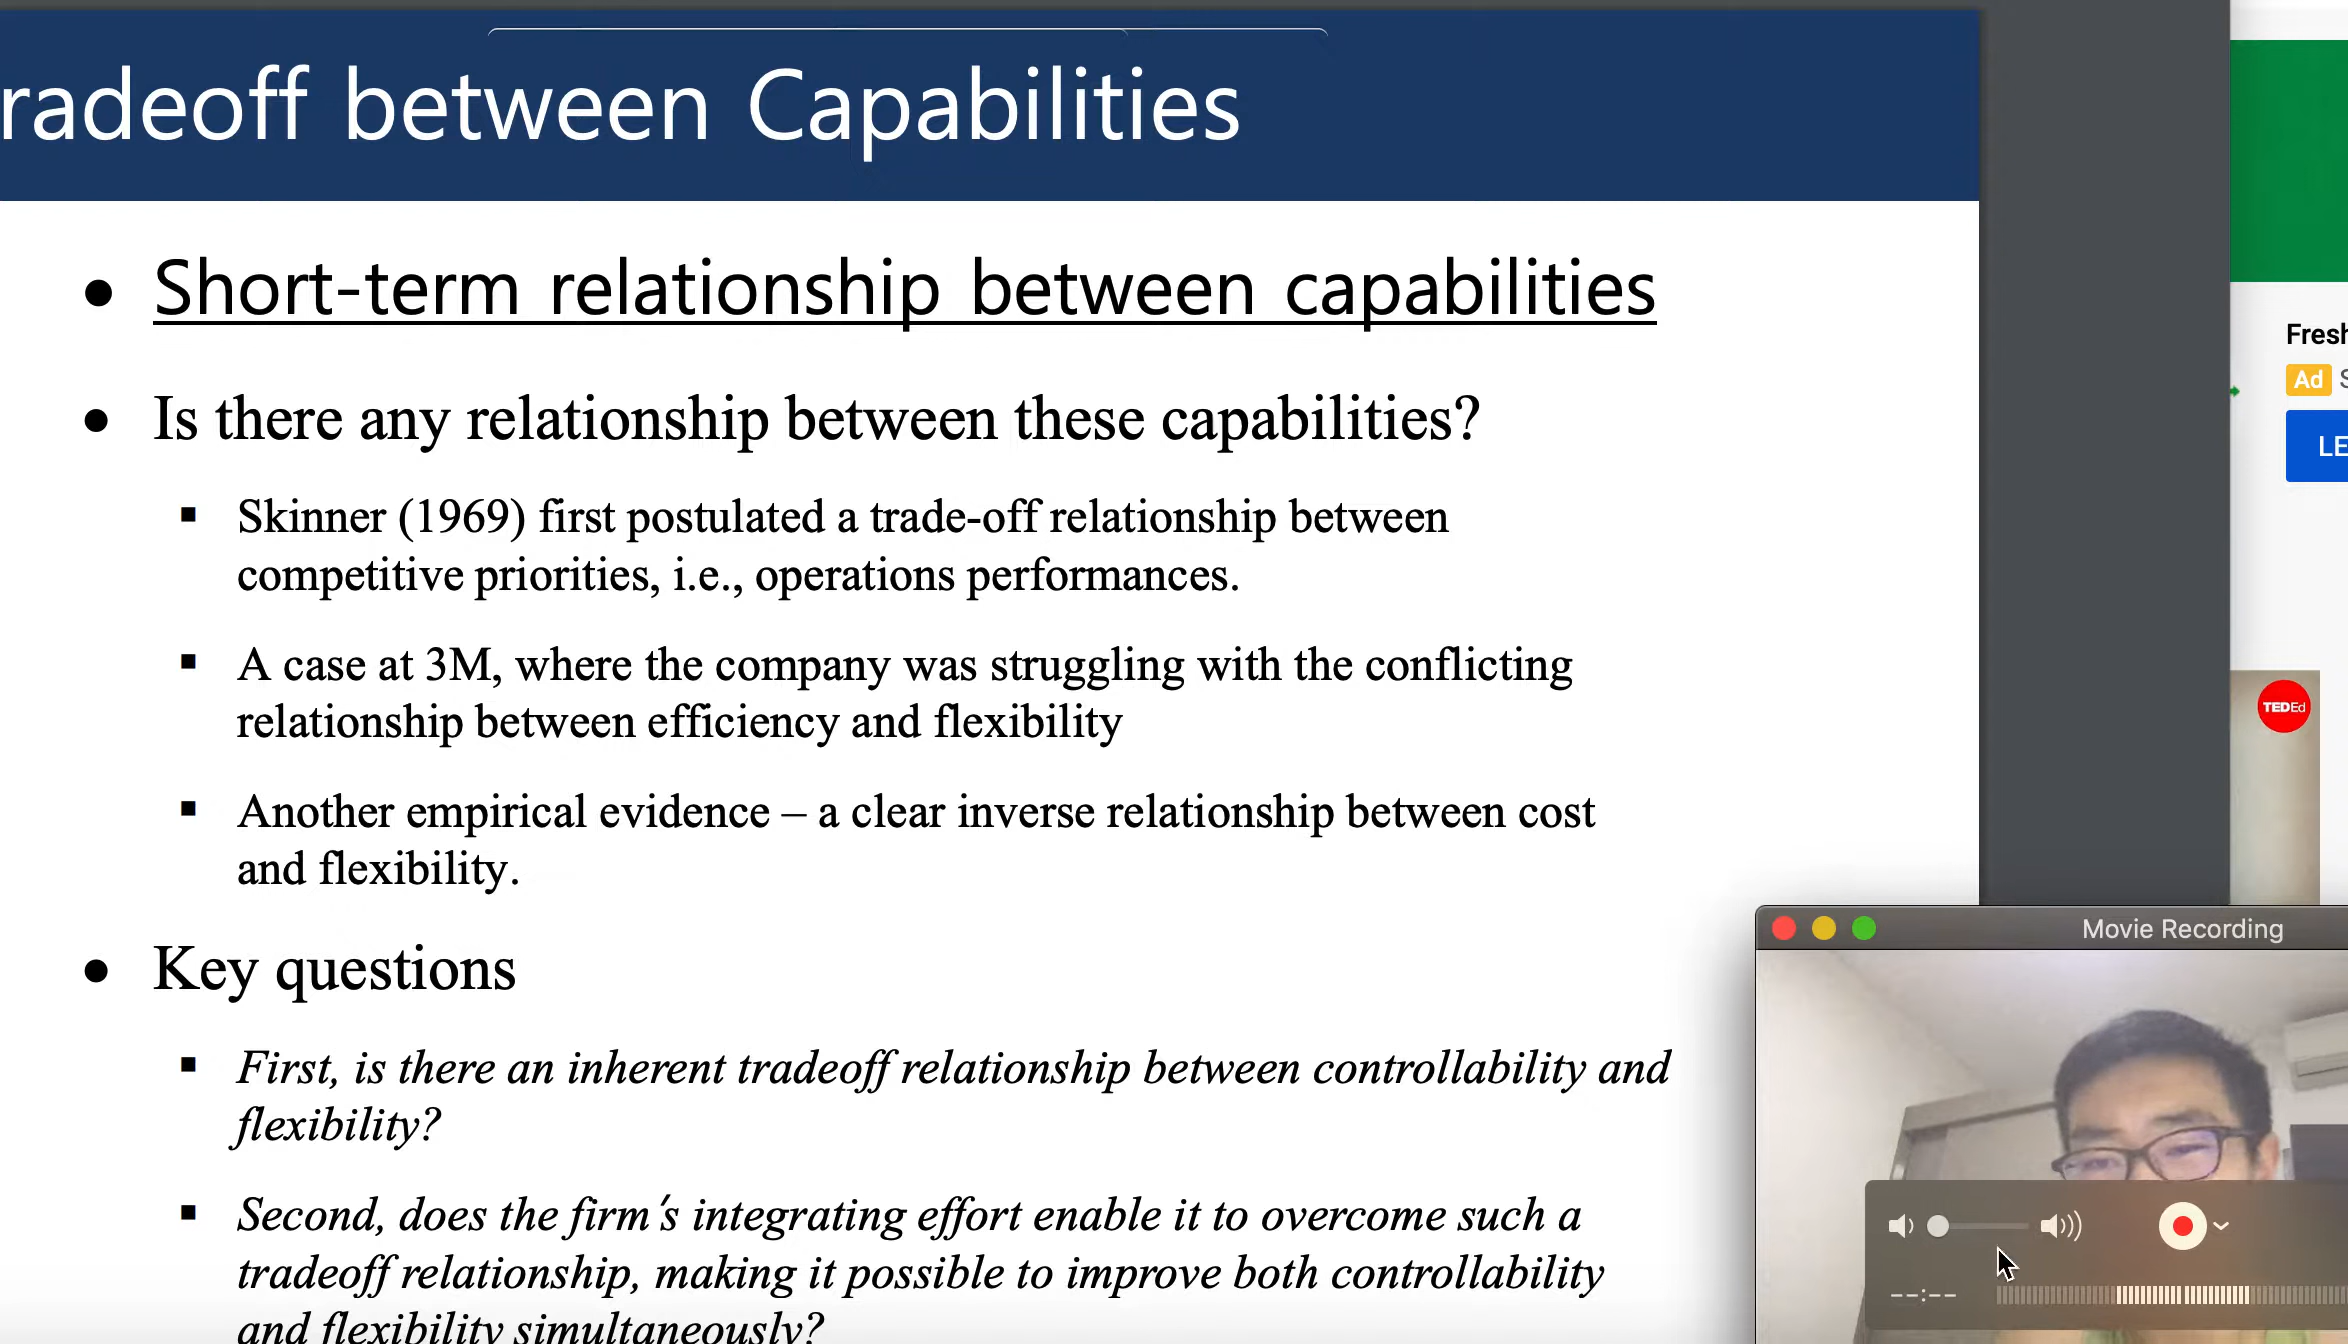 radeoff between Capabilities
• Short-term relationship between capabilities
• Is there any relationship between these capabilities?
▪ Skinner (1969) first postulated a trade-off relationship between
competitive priorities, i.e., operations performances.
▪ A case at 3M, where the company was struggling with the conflicting
relationship between efficiency and flexibility
▪ Another empirical evidence – a clear inverse relationship between cost
and flexibility.
• Key questions
▪ First, is there an inherent tradeoff relationship between controllability and
flexibility?
▪ Second, does the firm's integrating effort enable it to overcome such a
tradeoff relationship, making it possible to improve both controllability
and flexibility simultaneously?
Fresh
Ad S
LE
TEDEd
Movie Recording
--:--